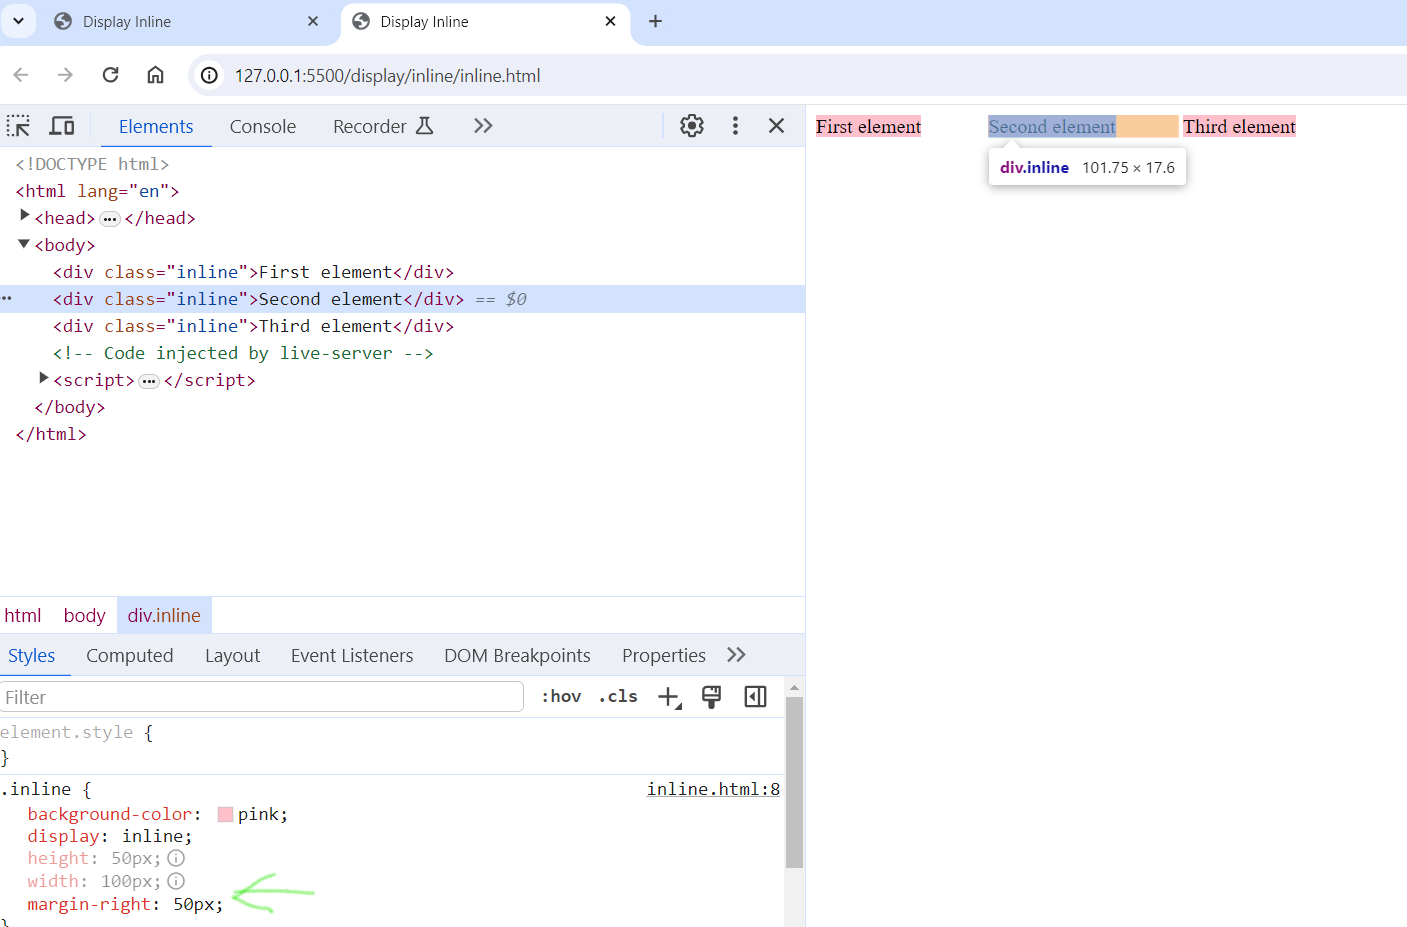 Display Inline
Display Inline
127.0.0.1:5500/display/inline/inline.html
Elements Console Recorder
<!DOCTYPE html>
<html lang="en">
<head> ••• </head>
<body>
<div class="inline">First element</div>
<div class="inline">Second element</div> == $0
<div class="inline">Third element</div>
<!-- Code injected by live-server -->
<script> ••• </script>
</body>
</html>
html body div.inline
Styles Computed Layout Event Listeners DOM Breakpoints Properties
Filter :hov .cls
element.style {
}
.inline { inline.html:8
background-color: pink;
display: inline;
height: 50px;
width: 100px;
margin-right: 50px;
}
First element Second element Third element
div.inline 101.75 × 17.6